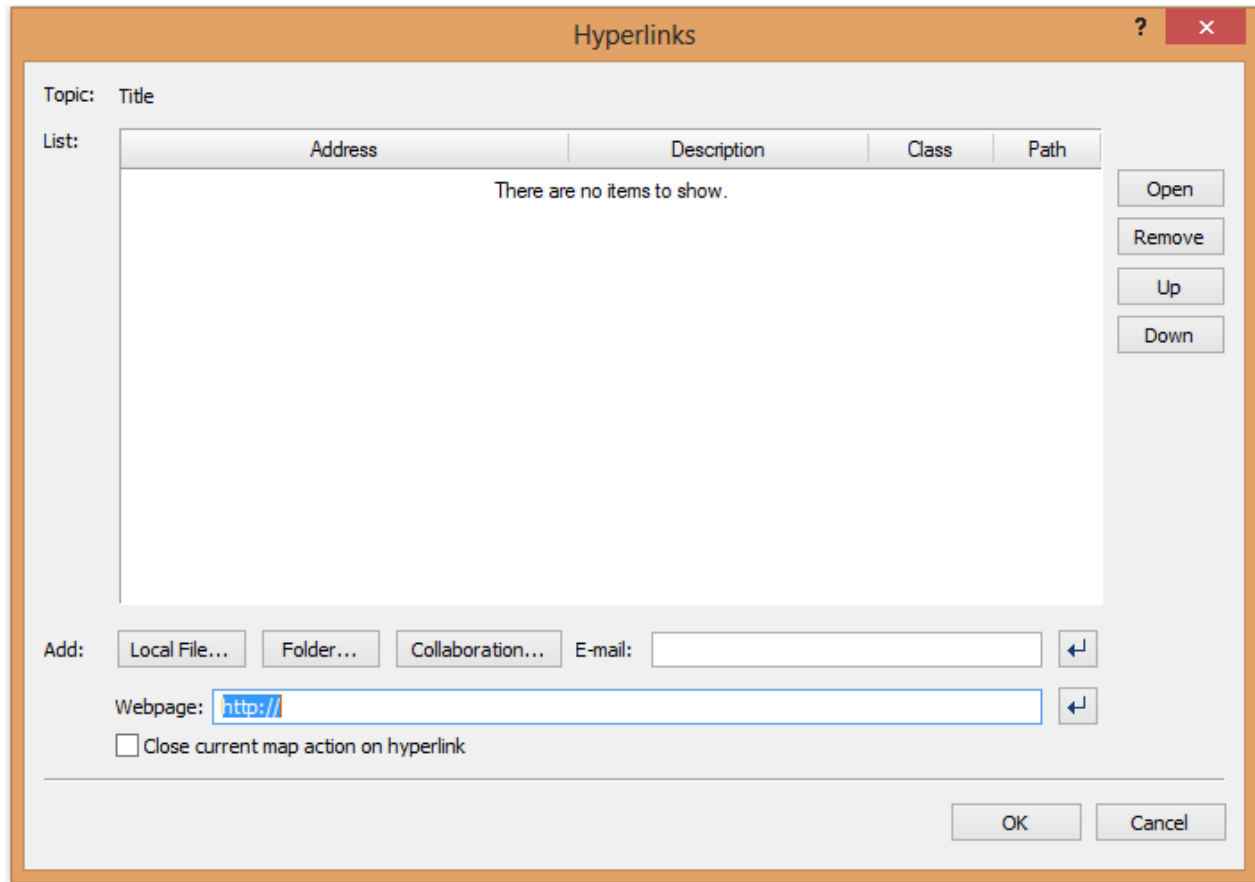 Hyperlinks
?
Topic: Title
List:
Address Description Class Path
There are no items to show.
Open
Remove
Up
Down
Add: Local File... Folder... Collaboration... E-mail:
Webpage: http://
Close current map action on hyperlink
OK Cancel